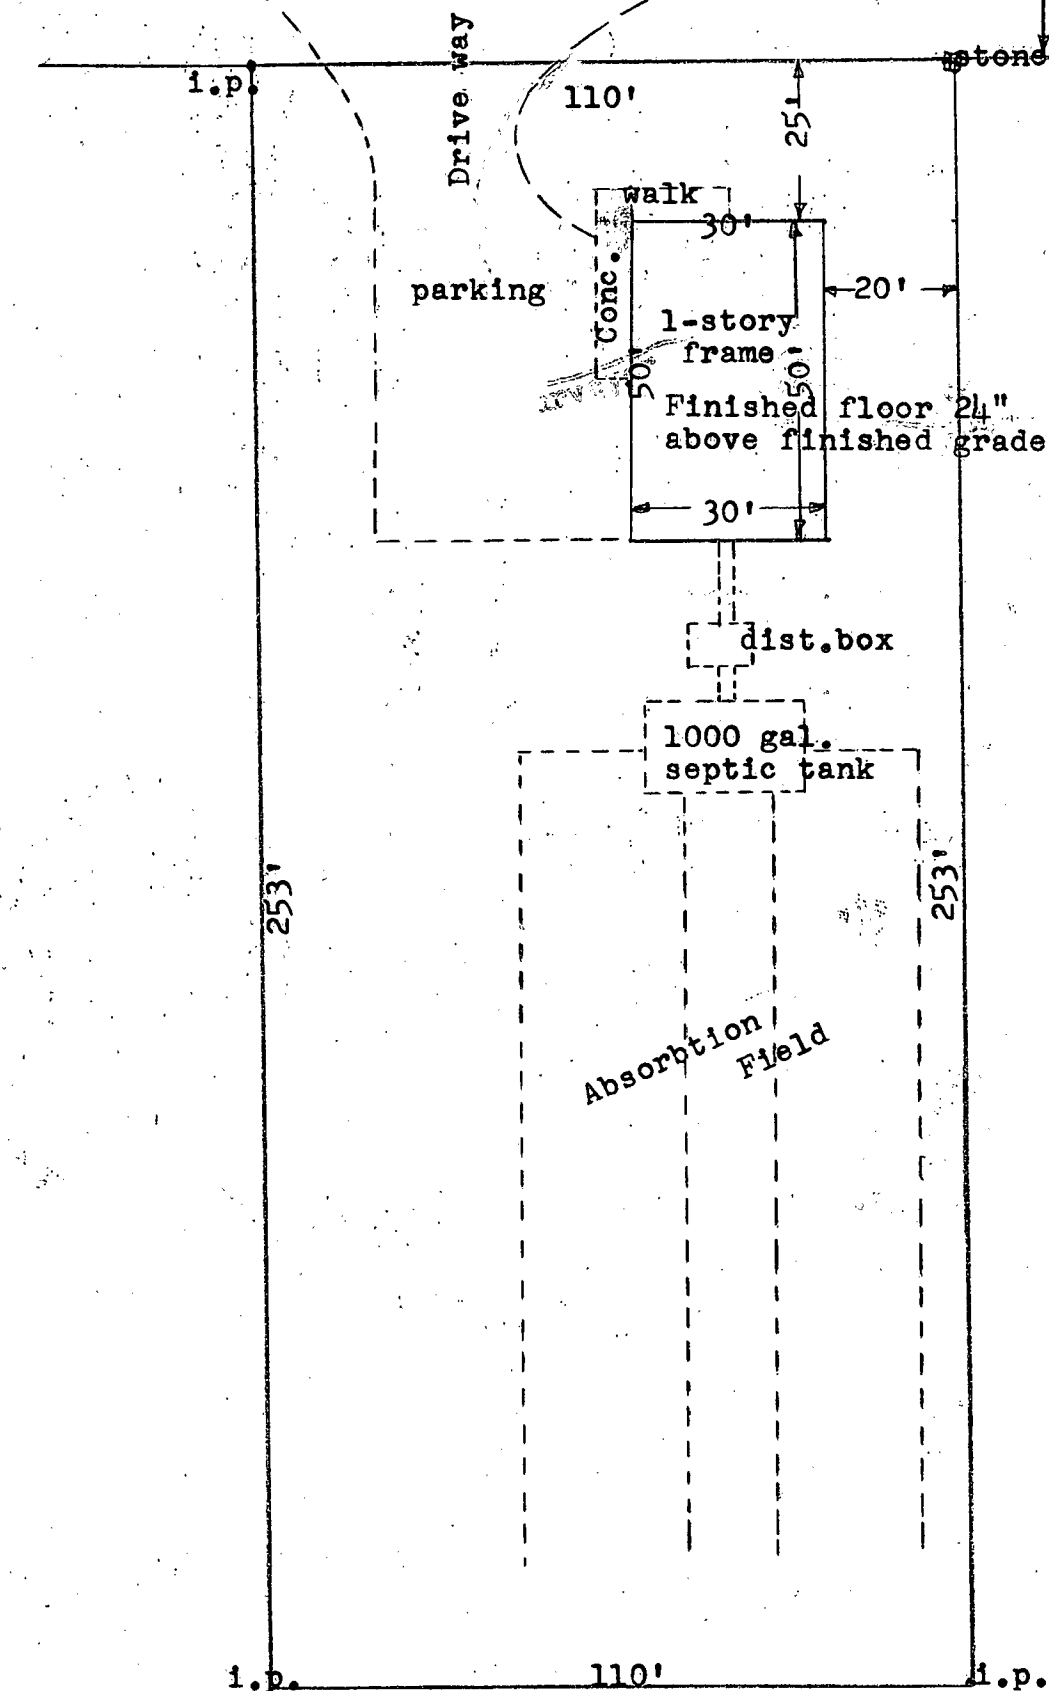 Drive way
stone
i.p.
110'
25'
walk
30'
Conc.
parking
20'
1-story
frame
50'
50'
Finished floor 24"
above finished grade
30'
dist.box
1000 gal.
septic tank
253'
253'
Absorbtion
Field
i.p.
110'
i.p.